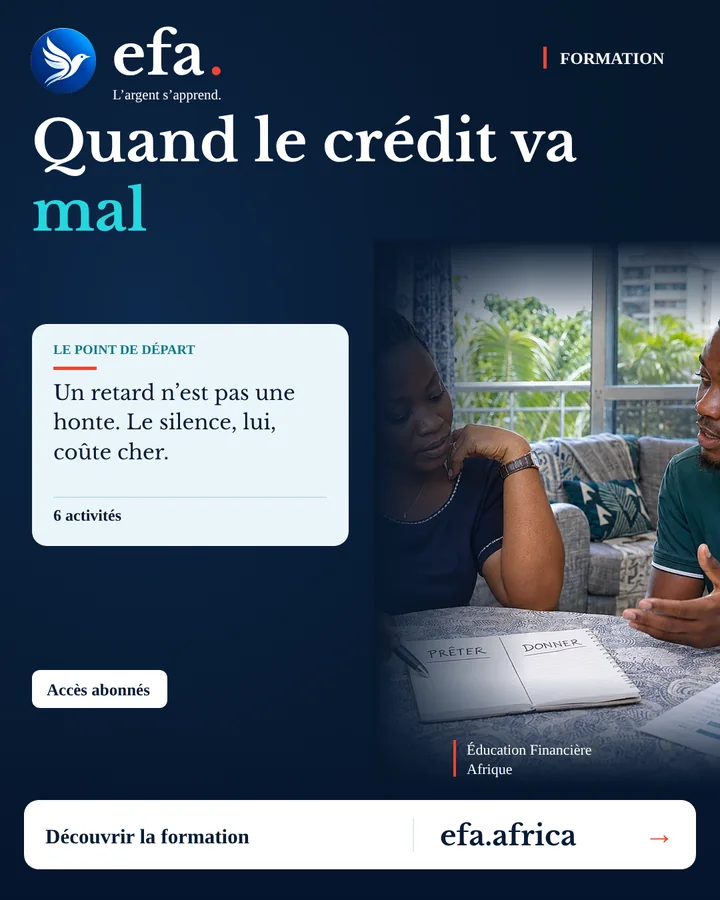 efa.
L’argent s’apprend.
FORMATION
Quand le crédit va
mal
LE POINT DE DÉPART
Un retard n’est pas une
honte. Le silence, lui,
coûte cher.
6 activités
PRÊTER
DONNER
Accès abonnés
Éducation Financière
Afrique
Découvrir la formation
efa.africa
→